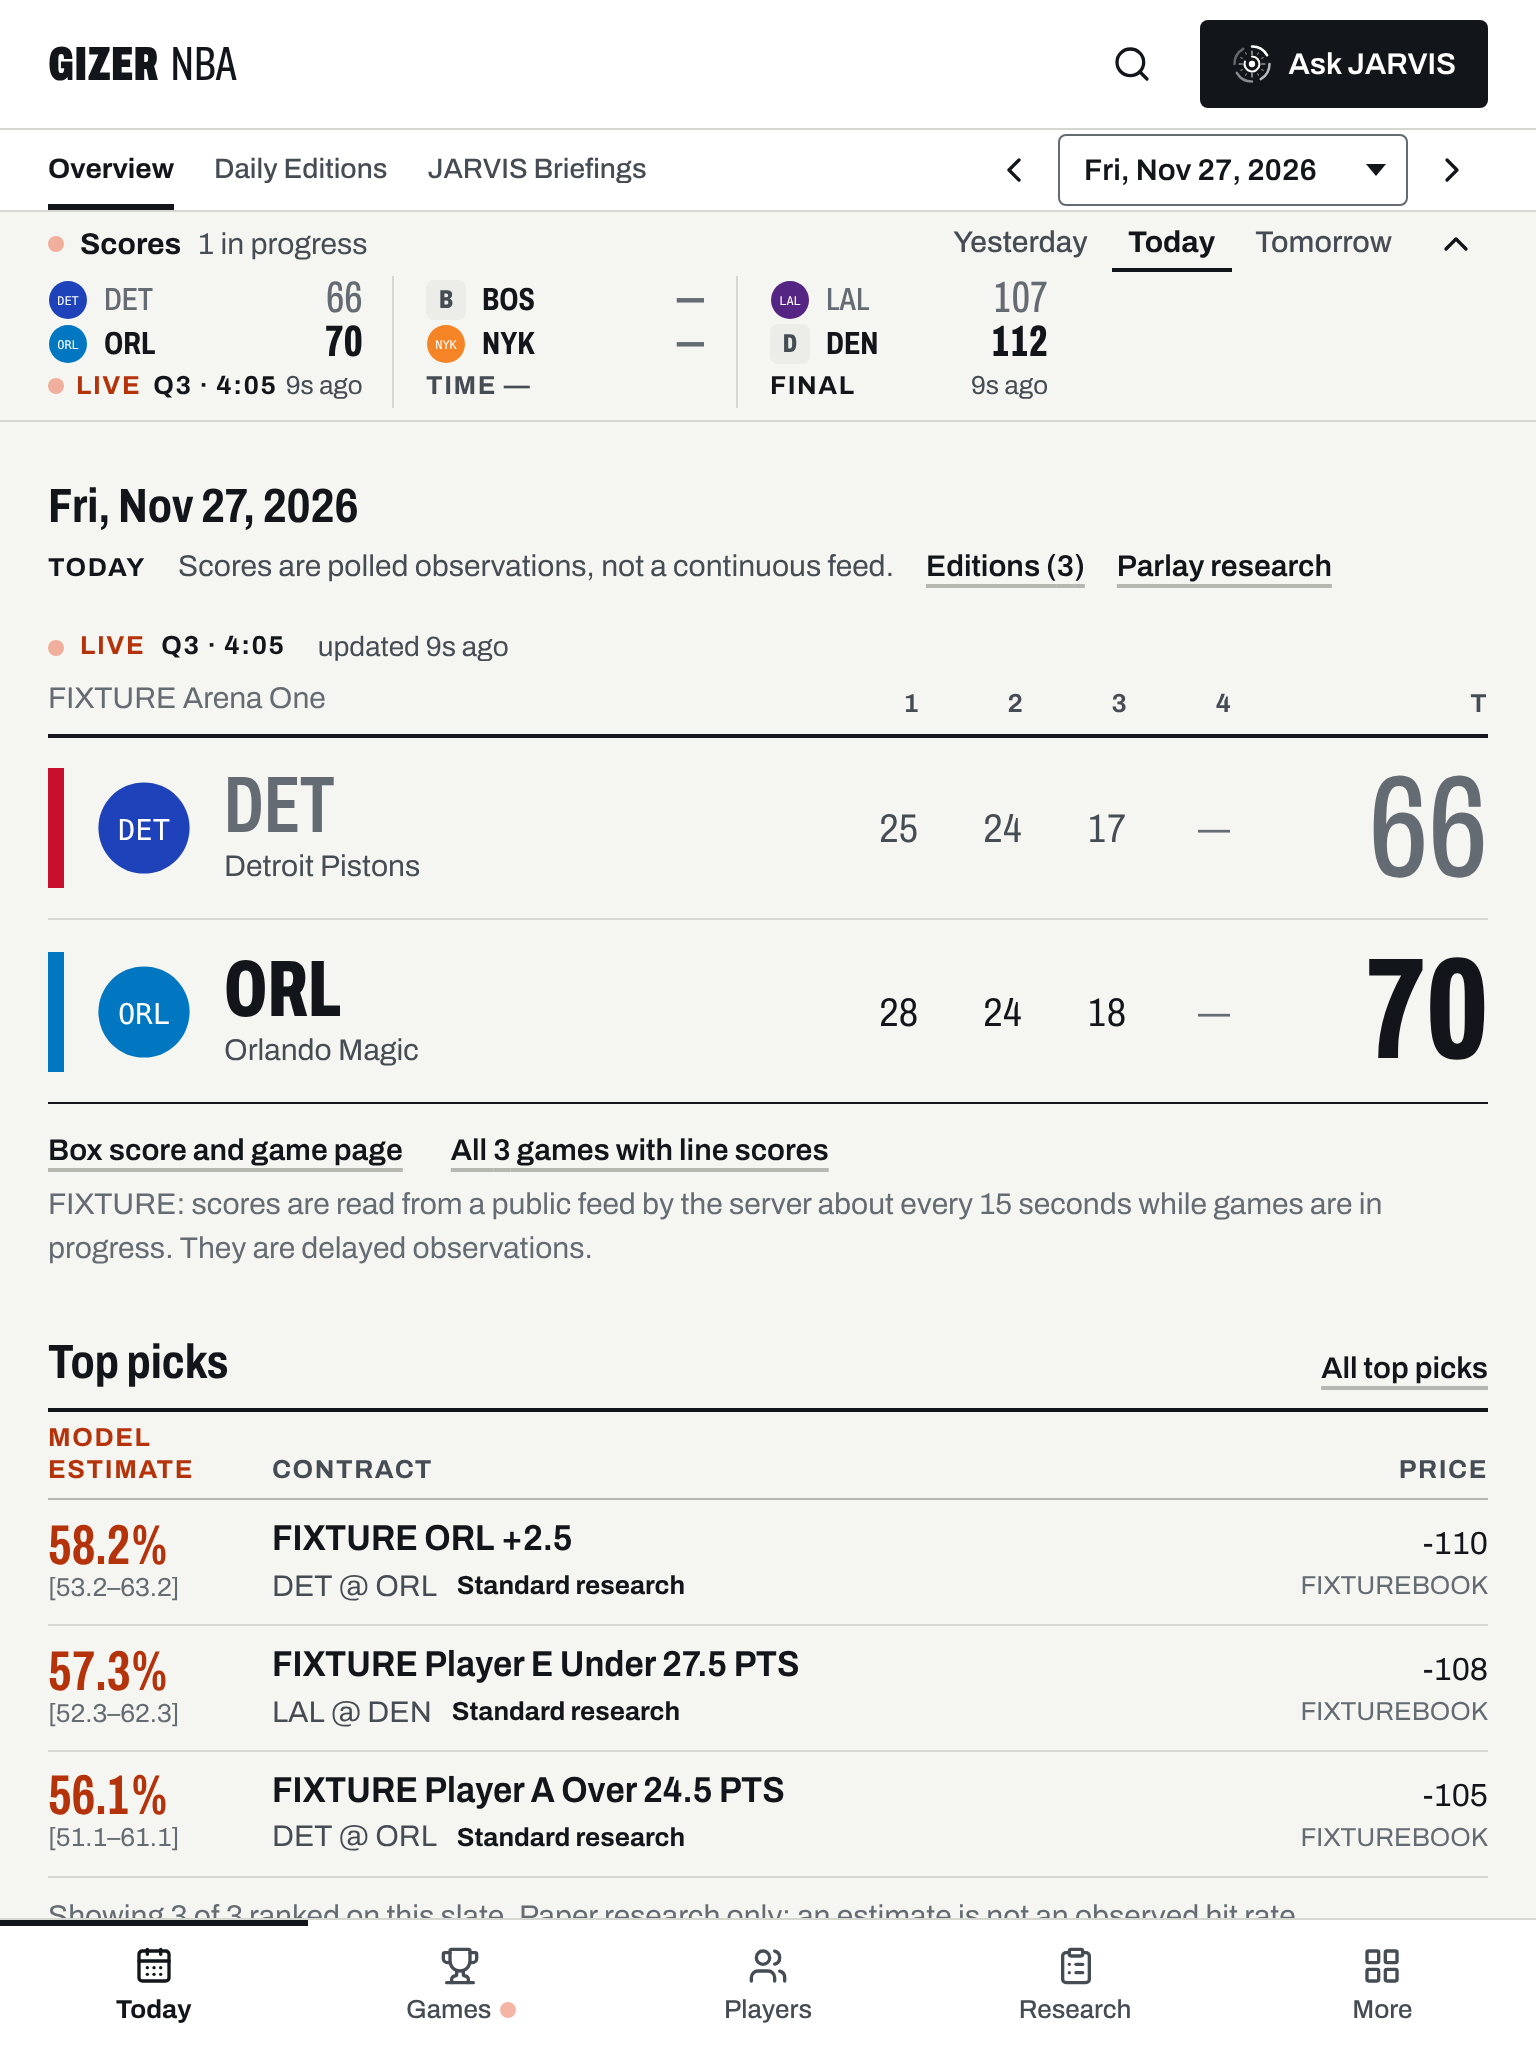 GIZER NBA
Ask JARVIS
Overview Daily Editions JARVIS Briefings
Fri, Nov 27, 2026
Scores 1 in progress
Yesterday Today Tomorrow
DET DET 66
ORL ORL 70
LIVE Q3 · 4:05 9s ago
B BOS —
NYK NYK —
TIME —
LAL LAL 107
D DEN 112
FINAL 9s ago
Fri, Nov 27, 2026
TODAY Scores are polled observations, not a continuous feed. Editions (3) Parlay research
LIVE Q3 · 4:05 updated 9s ago
FIXTURE Arena One 1 2 3 4 T
DET DET 25 24 17 — 66
Detroit Pistons
ORL ORL 28 24 18 — 70
Orlando Magic
Box score and game page All 3 games with line scores
FIXTURE: scores are read from a public feed by the server about every 15 seconds while games are in
progress. They are delayed observations.
Top picks All top picks
MODEL
ESTIMATE CONTRACT PRICE
58.2% FIXTURE ORL +2.5 -110
[53.2–63.2] DET @ ORL Standard research FIXTUREBOOK
57.3% FIXTURE Player E Under 27.5 PTS -108
[52.3–62.3] LAL @ DEN Standard research FIXTUREBOOK
56.1% FIXTURE Player A Over 24.5 PTS -105
[51.1–61.1] DET @ ORL Standard research FIXTUREBOOK
Showing 3 of 3 ranked on this slate. Paper research only: an estimate is not an observed hit rate.
Today Games Players Research More